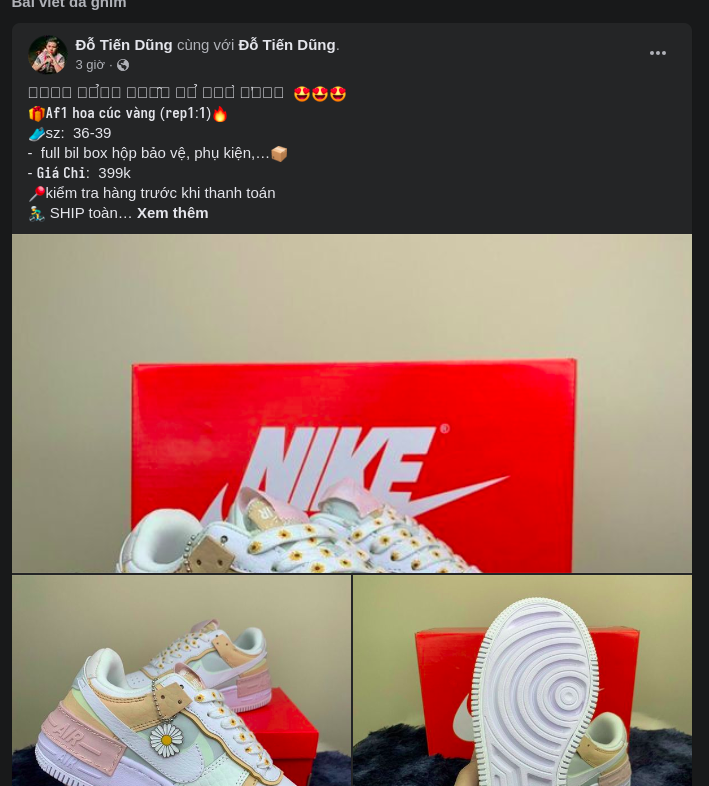 Bài viết đã ghim
Đỗ Tiến Dũng cùng với Đỗ Tiến Dũng.
3 giờ ·
🤩🤩🤩
🎁Af1 hoa cúc vàng (rep1:1)🔥
sz: 36-39
- full bil box hộp bảo vệ, phụ kiện,…📦
- Giá Chỉ: 399k
kiểm tra hàng trước khi thanh toán
SHIP toàn… Xem thêm
NIKE
AIR
AIR